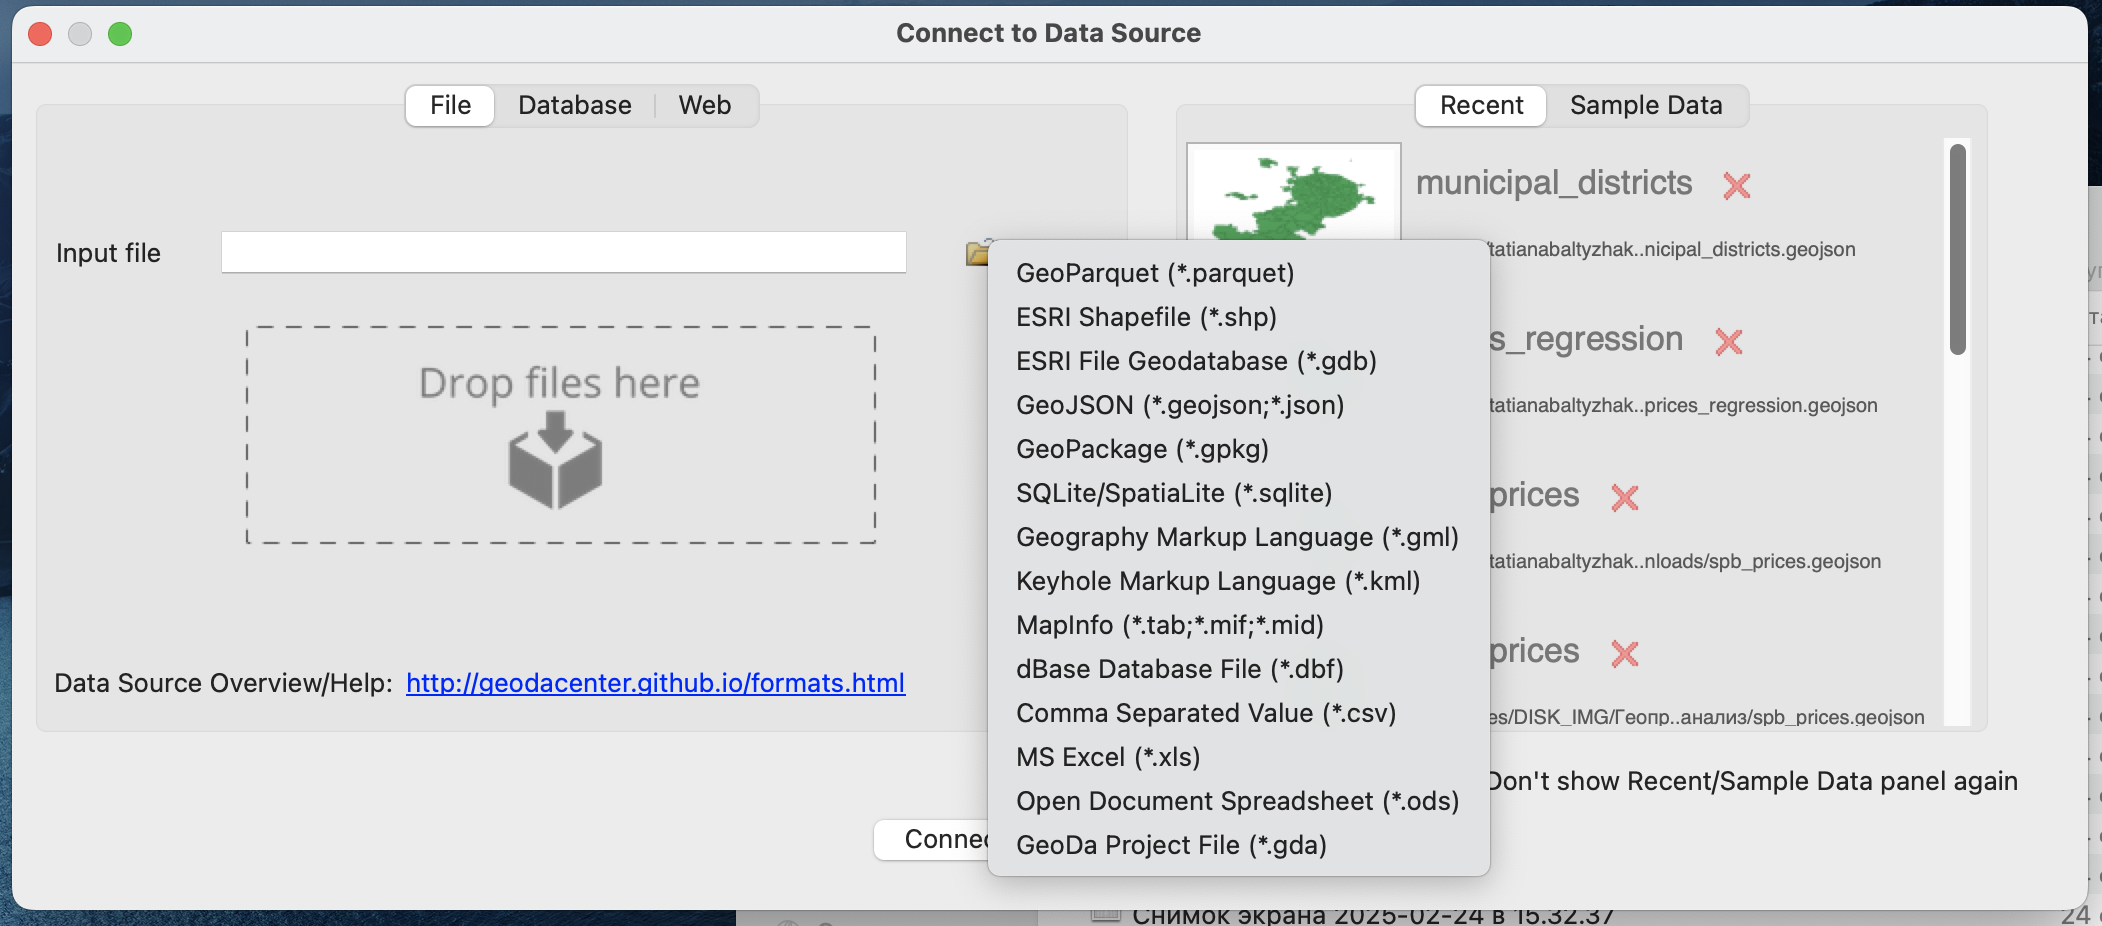 Connect to Data Source
File Database Web
Recent Sample Data
Input file
Drop files here
Data Source Overview/Help: http://geodacenter.github.io/formats.html
GeoParquet (*.parquet)
ESRI Shapefile (*.shp)
ESRI File Geodatabase (*.gdb)
GeoJSON (*.geojson;*.json)
GeoPackage (*.gpkg)
SQLite/SpatiaLite (*.sqlite)
Geography Markup Language (*.gml)
Keyhole Markup Language (*.kml)
MapInfo (*.tab;*.mif;*.mid)
dBase Database File (*.dbf)
Comma Separated Value (*.csv)
MS Excel (*.xls)
Open Document Spreadsheet (*.ods)
GeoDa Project File (*.gda)
municipal_districts
tatianabaltyzhak..nicipal_districts.geojson
s_regression
tatianabaltyzhak..prices_regression.geojson
prices
tatianabaltyzhak..nloads/spb_prices.geojson
prices
es/DISK_IMG/Геопр..анализ/spb_prices.geojson
Don't show Recent/Sample Data panel again
Connec
Снимок экрана 2025-02-24 в 15.32.37
24